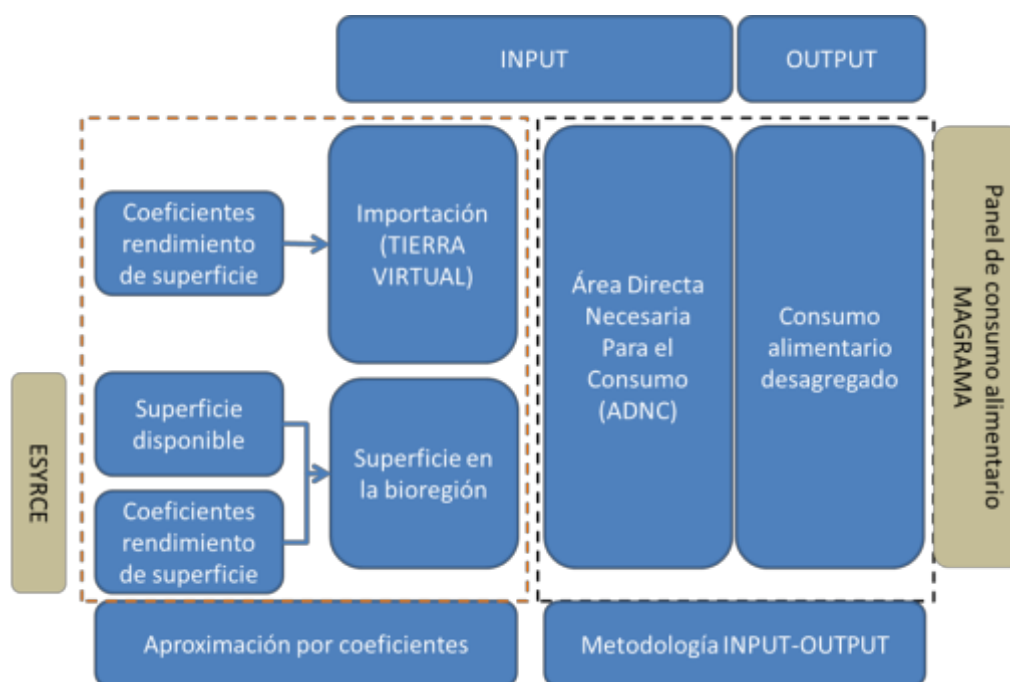 INPUT
OUTPUT
Coeficientes
rendimiento
de superficie
Importación
(TIERRA
VIRTUAL)
Superficie
disponible
Coeficientes
rendimiento
de superficie
Superficie en
la bioregión
ESYRCE
Área Directa
Necesaria
Para el
Consumo
(ADNC)
Consumo
alimentario
desagregado
Panel de consumo alimentario
MAGRAMA
Aproximación por coeficientes
Metodología INPUT-OUTPUT